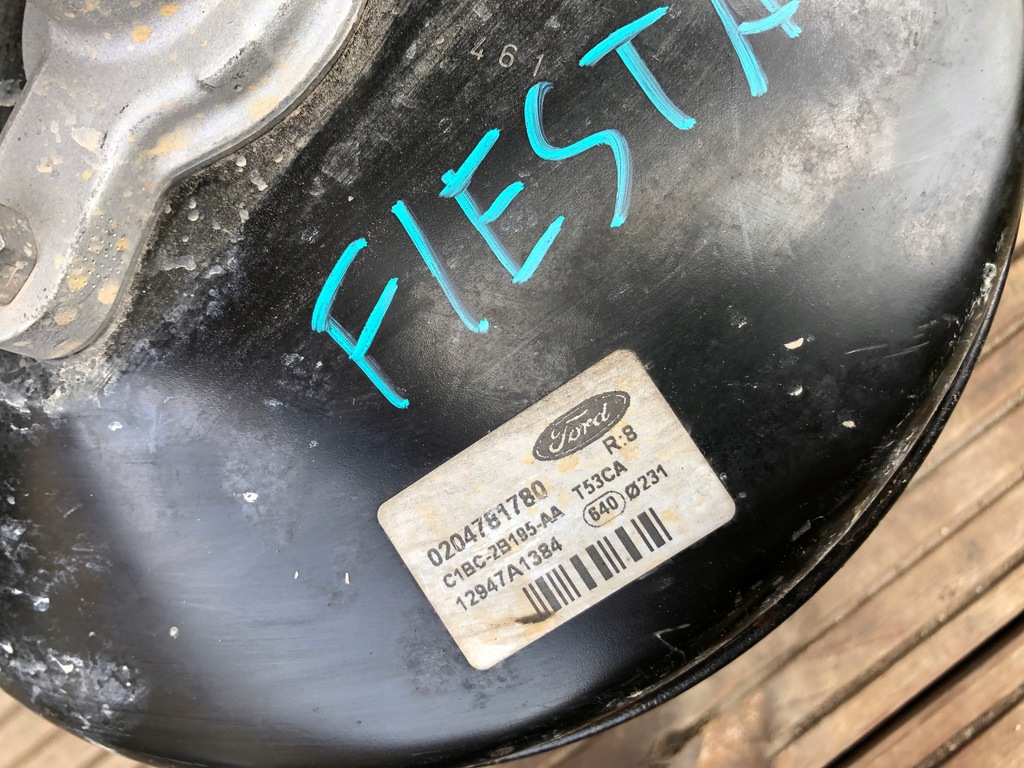 461
FIESTA
Ford
R:8
0204781780 T53CA
C1BC-2B195-AA 640 Ø231
12947A1384